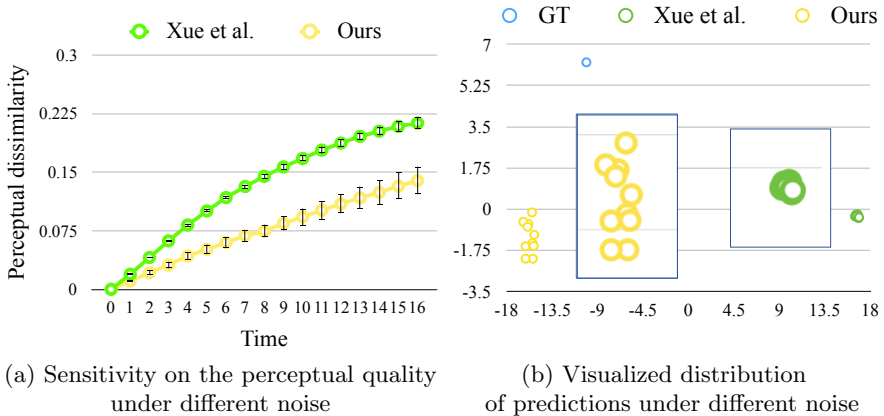 Xue et al. Ours
Perceptual dissimilarity
0.3
0.225
0.15
0.075
0
0 1 2 3 4 5 6 7 8 9 10 11 12 13 14 15 16
Time
(a) Sensitivity on the perceptual quality
under different noise
GT Xue et al. Ours
7
5.25
3.5
1.75
0
-1.75
-3.5
-18 -13.5 -9 -4.5 0 4.5 9 13.5 18
(b) Visualized distribution
of predictions under different noise